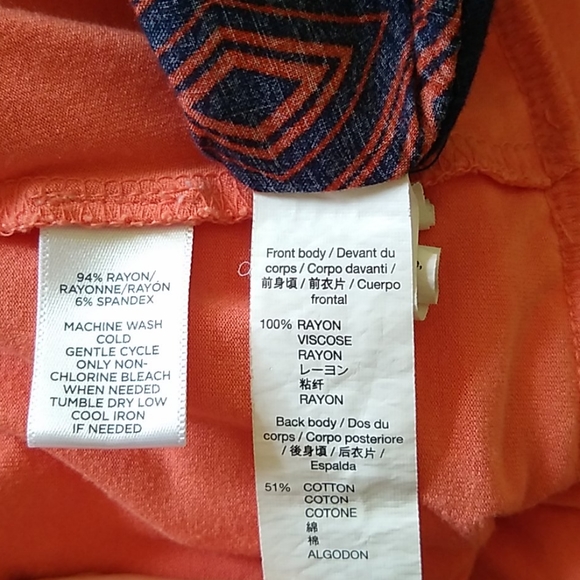 94% RAYON/
RAYONNE/RAYÓN
6% SPANDEX
MACHINE WASH
COLD
GENTLE CYCLE
ONLY NON-
CHLORINE BLEACH
WHEN NEEDED
TUMBLE DRY LOW
COOL IRON
IF NEEDED
Front body / Devant du
corps / Corpo davanti /
前身頃 / 前衣片 / Cuerpo
frontal
100% RAYON
VISCOSE
RAYON
レーヨン
粘纤
RAYON
Back body / Dos du
corps / Corpo posteriore
/ 後身頃 / 后衣片 /
Espalda
51% COTTON
COTON
COTONE
綿
棉
ALGODON